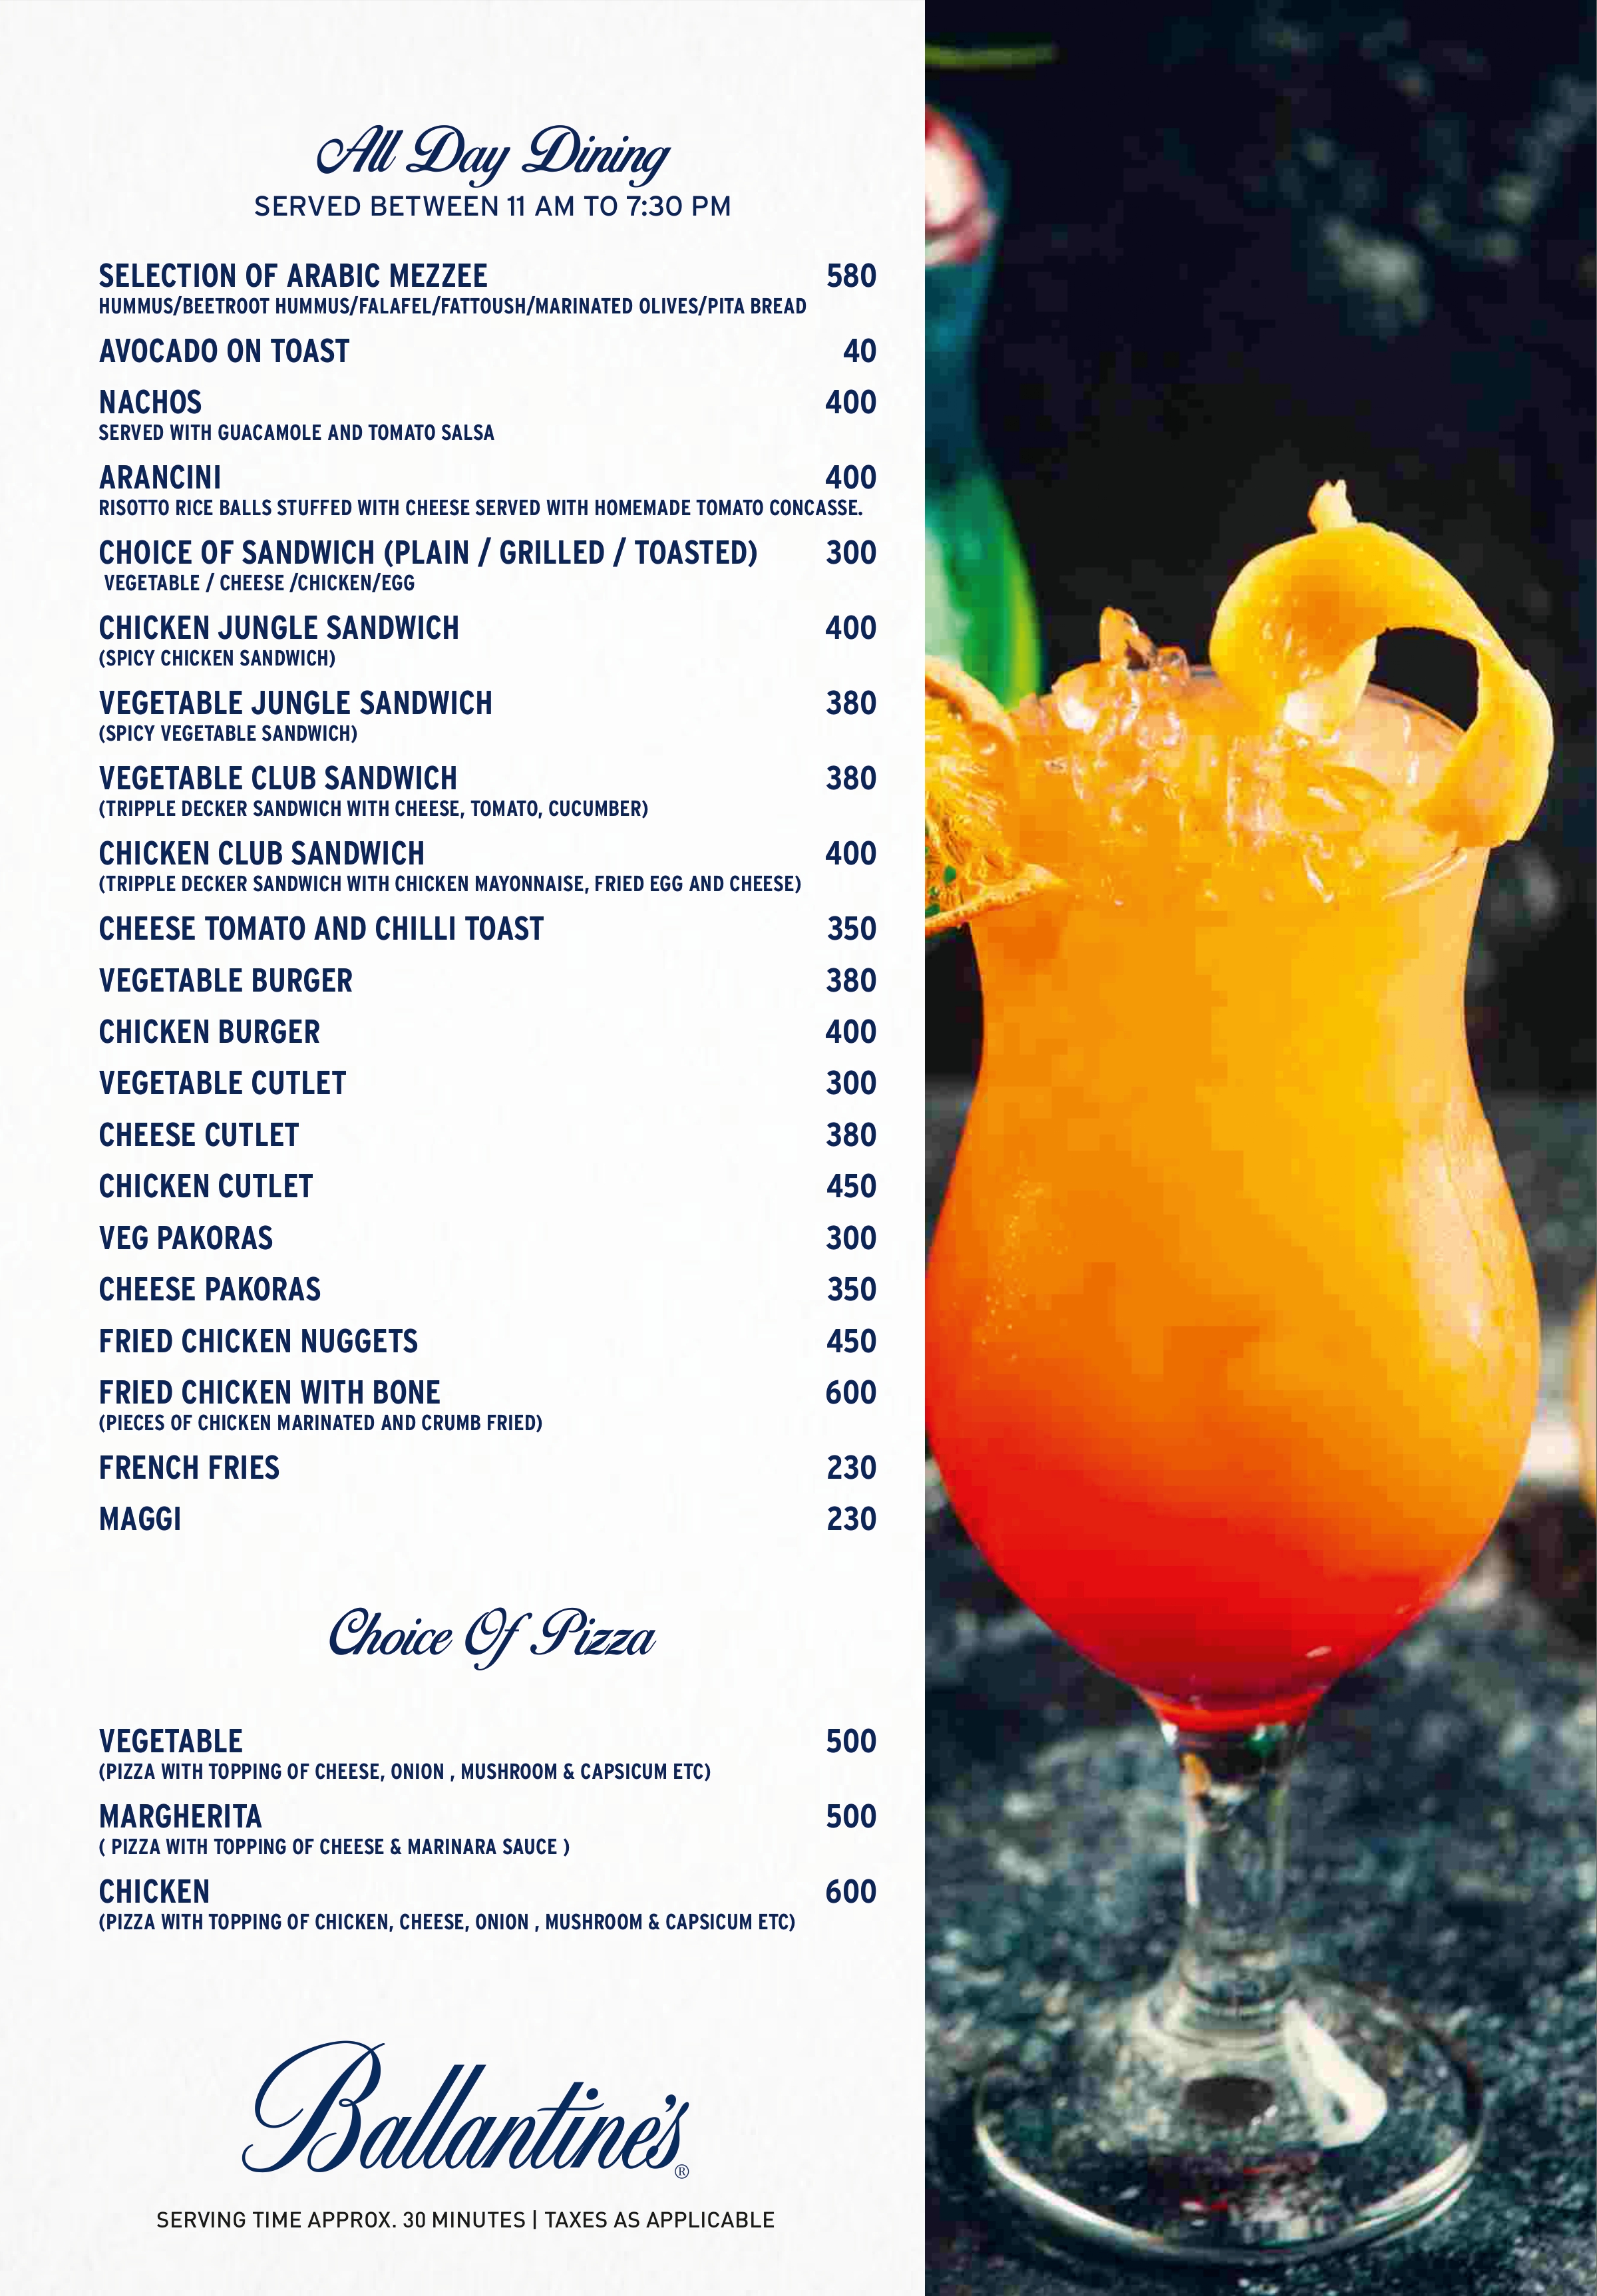 All Day Dining
SERVED BETWEEN 11 AM TO 7:30 PM
SELECTION OF ARABIC MEZZEE 580
HUMMUS/BEETROOT HUMMUS/FALAFEL/FATTOUSH/MARINATED OLIVES/PITA BREAD
AVOCADO ON TOAST 40
NACHOS 400
SERVED WITH GUACAMOLE AND TOMATO SALSA
ARANCINI 400
RISOTTO RICE BALLS STUFFED WITH CHEESE SERVED WITH HOMEMADE TOMATO CONCASSE.
CHOICE OF SANDWICH (PLAIN / GRILLED / TOASTED) 300
VEGETABLE / CHEESE /CHICKEN/EGG
CHICKEN JUNGLE SANDWICH 400
(SPICY CHICKEN SANDWICH)
VEGETABLE JUNGLE SANDWICH 380
(SPICY VEGETABLE SANDWICH)
VEGETABLE CLUB SANDWICH 380
(TRIPPLE DECKER SANDWICH WITH CHEESE, TOMATO, CUCUMBER)
CHICKEN CLUB SANDWICH 400
(TRIPPLE DECKER SANDWICH WITH CHICKEN MAYONNAISE, FRIED EGG AND CHEESE)
CHEESE TOMATO AND CHILLI TOAST 350
VEGETABLE BURGER 380
CHICKEN BURGER 400
VEGETABLE CUTLET 300
CHEESE CUTLET 380
CHICKEN CUTLET 450
VEG PAKORAS 300
CHEESE PAKORAS 350
FRIED CHICKEN NUGGETS 450
FRIED CHICKEN WITH BONE 600
(PIECES OF CHICKEN MARINATED AND CRUMB FRIED)
FRENCH FRIES 230
MAGGI 230
Choice Of Pizza
VEGETABLE 500
(PIZZA WITH TOPPING OF CHEESE, ONION , MUSHROOM & CAPSICUM ETC)
MARGHERITA 500
( PIZZA WITH TOPPING OF CHEESE & MARINARA SAUCE )
CHICKEN 600
(PIZZA WITH TOPPING OF CHICKEN, CHEESE, ONION , MUSHROOM & CAPSICUM ETC)
Ballantine's®
SERVING TIME APPROX. 30 MINUTES | TAXES AS APPLICABLE